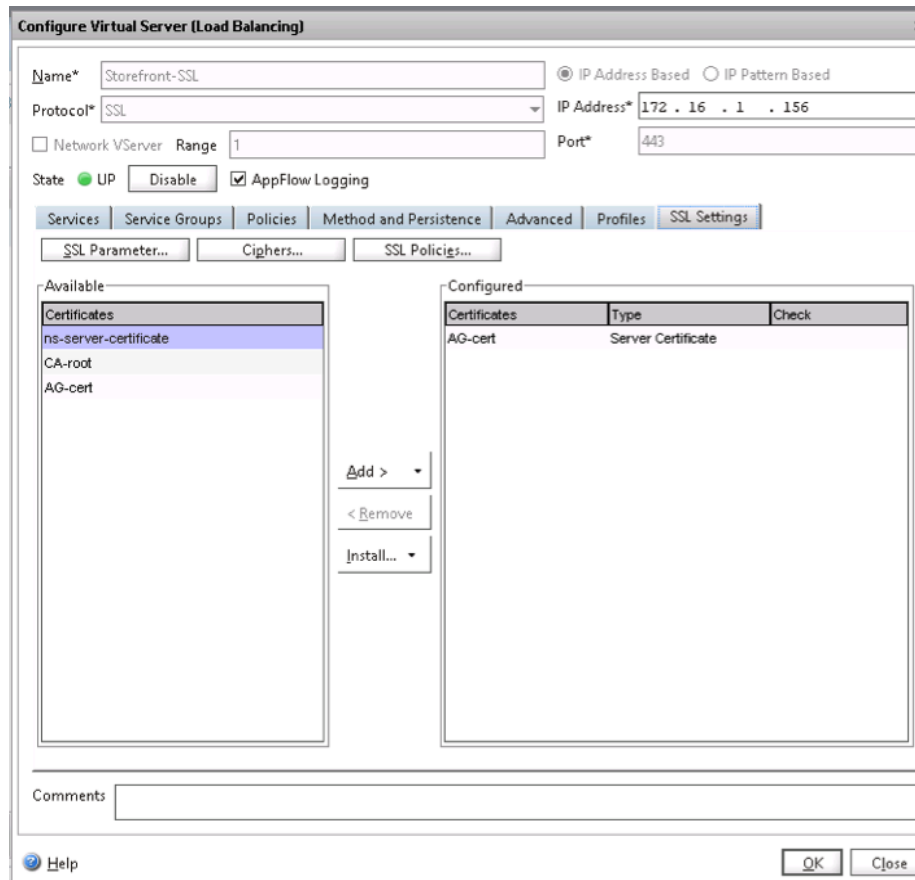 Configure Virtual Server (Load Balancing)
Name* Storefront-SSL IP Address Based IP Pattern Based
Protocol* SSL IP Address* 172 . 16 . 1 . 156
Network VServer Range 1 Port* 443
State UP Disable AppFlow Logging
Services Service Groups Policies Method and Persistence Advanced Profiles SSL Settings
SSL Parameter... Ciphers... SSL Policies...
Available Configured
Certificates Certificates Type Check
ns-server-certificate AG-cert Server Certificate
CA-root
AG-cert
Add >
< Remove
Install...
Comments
Help OK Close